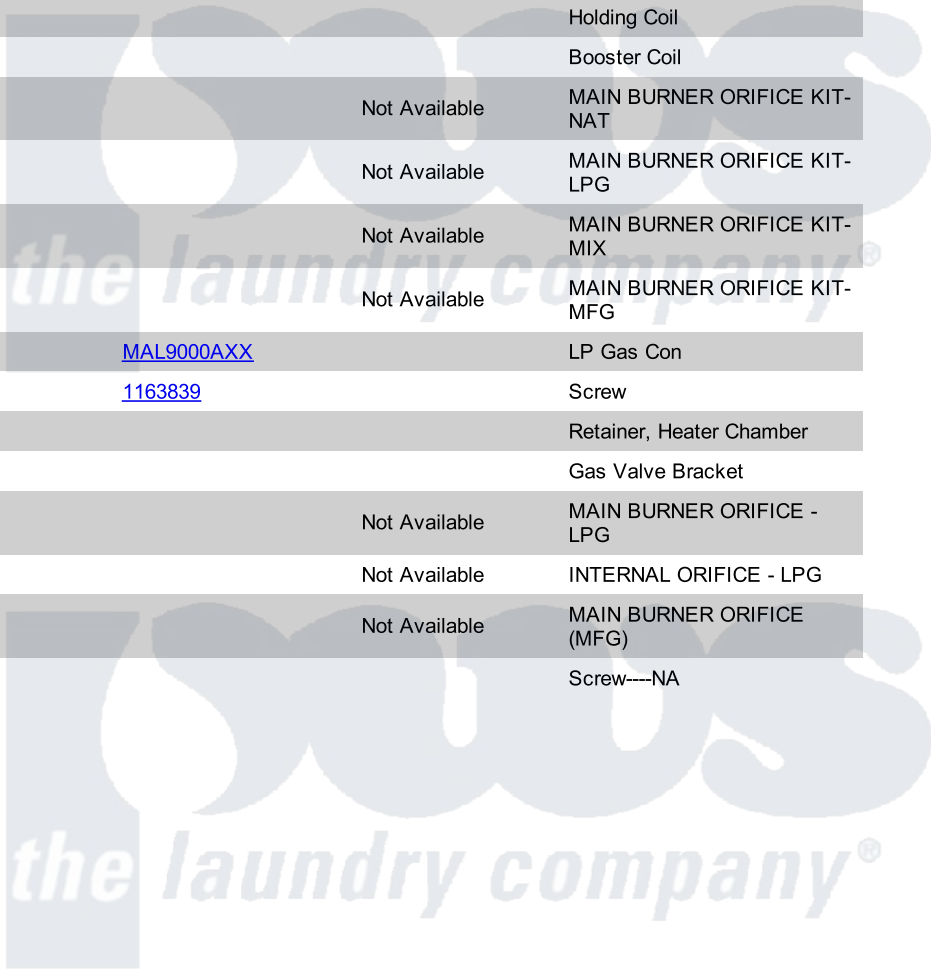 Holding Coil
Booster Coil
Not Available MAIN BURNER ORIFICE KIT-
NAT
Not Available MAIN BURNER ORIFICE KIT-
LPG
Not Available MAIN BURNER ORIFICE KIT-
MIX
Not Available MAIN BURNER ORIFICE KIT-
MFG
MAL9000AXX LP Gas Con
1163839 Screw
Retainer, Heater Chamber
Gas Valve Bracket
Not Available MAIN BURNER ORIFICE -
LPG
Not Available INTERNAL ORIFICE - LPG
Not Available MAIN BURNER ORIFICE
(MFG)
Screw----NA
pws
the laundry company®
pws
the laundry company®